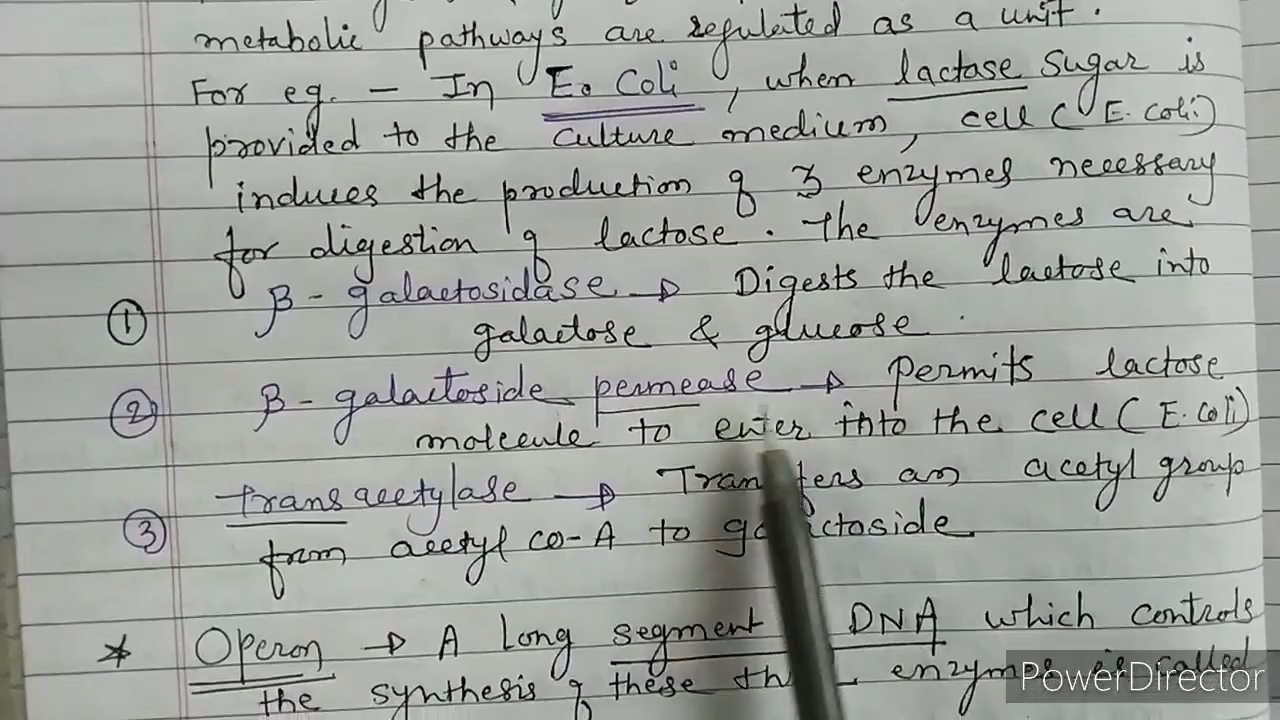 metabolic pathways are regulated as a unit.
For eg. - In E. Coli, when lactase sugar is
provided to the culture medium, cell (E. coli)
induces the production of 3 enzymes necessary
for digestion of lactose. The enzymes are
① β-galactosidase → Digests the lactose into
galactose & glucose.
② β-galactoside permease → Permits lactose
molecule to enter into the cell (E. Coli)
③ Transacetylase → Transfers an acetyl group
from acetyl co-A to galactoside
* Operon → A long segment DNA which controls
the synthesis of these enzymes is called
PowerDirector